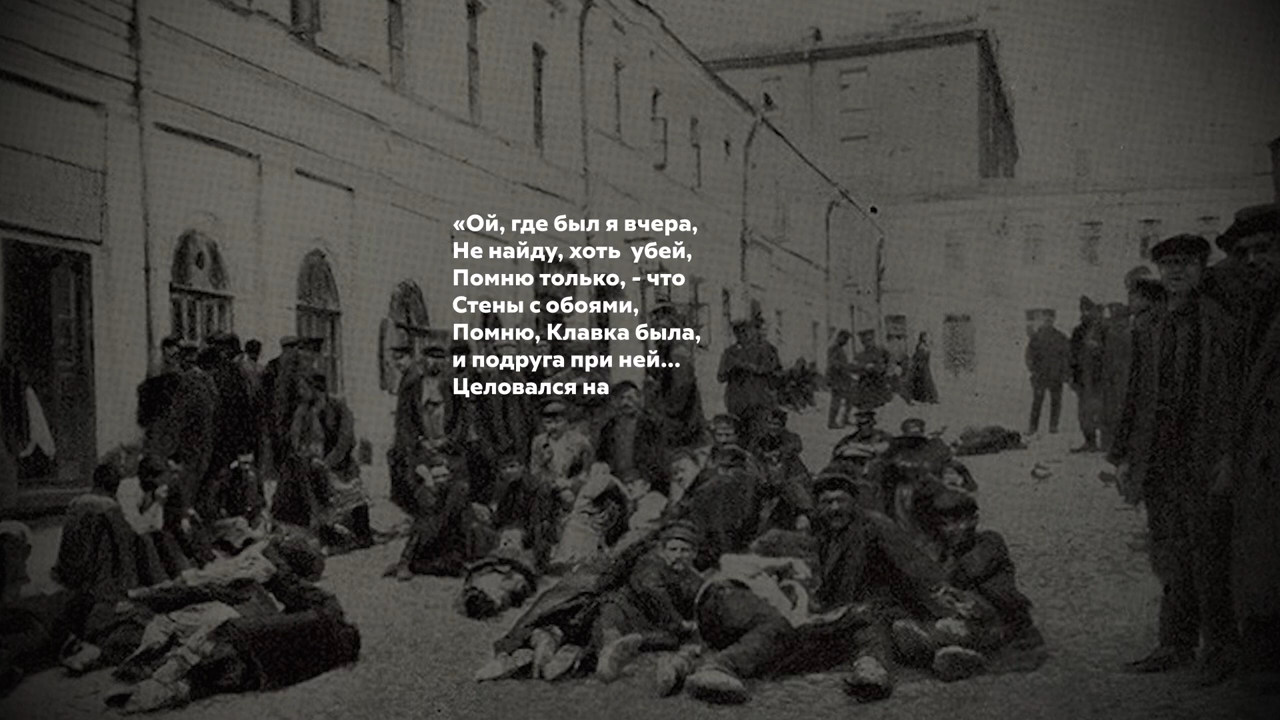 «Ой, где был я вчера,
Не найду, хоть  убей,
Помню только, - что
Стены с обоями,
Помню, Клавка была,
и подруга при ней...
Целовался на